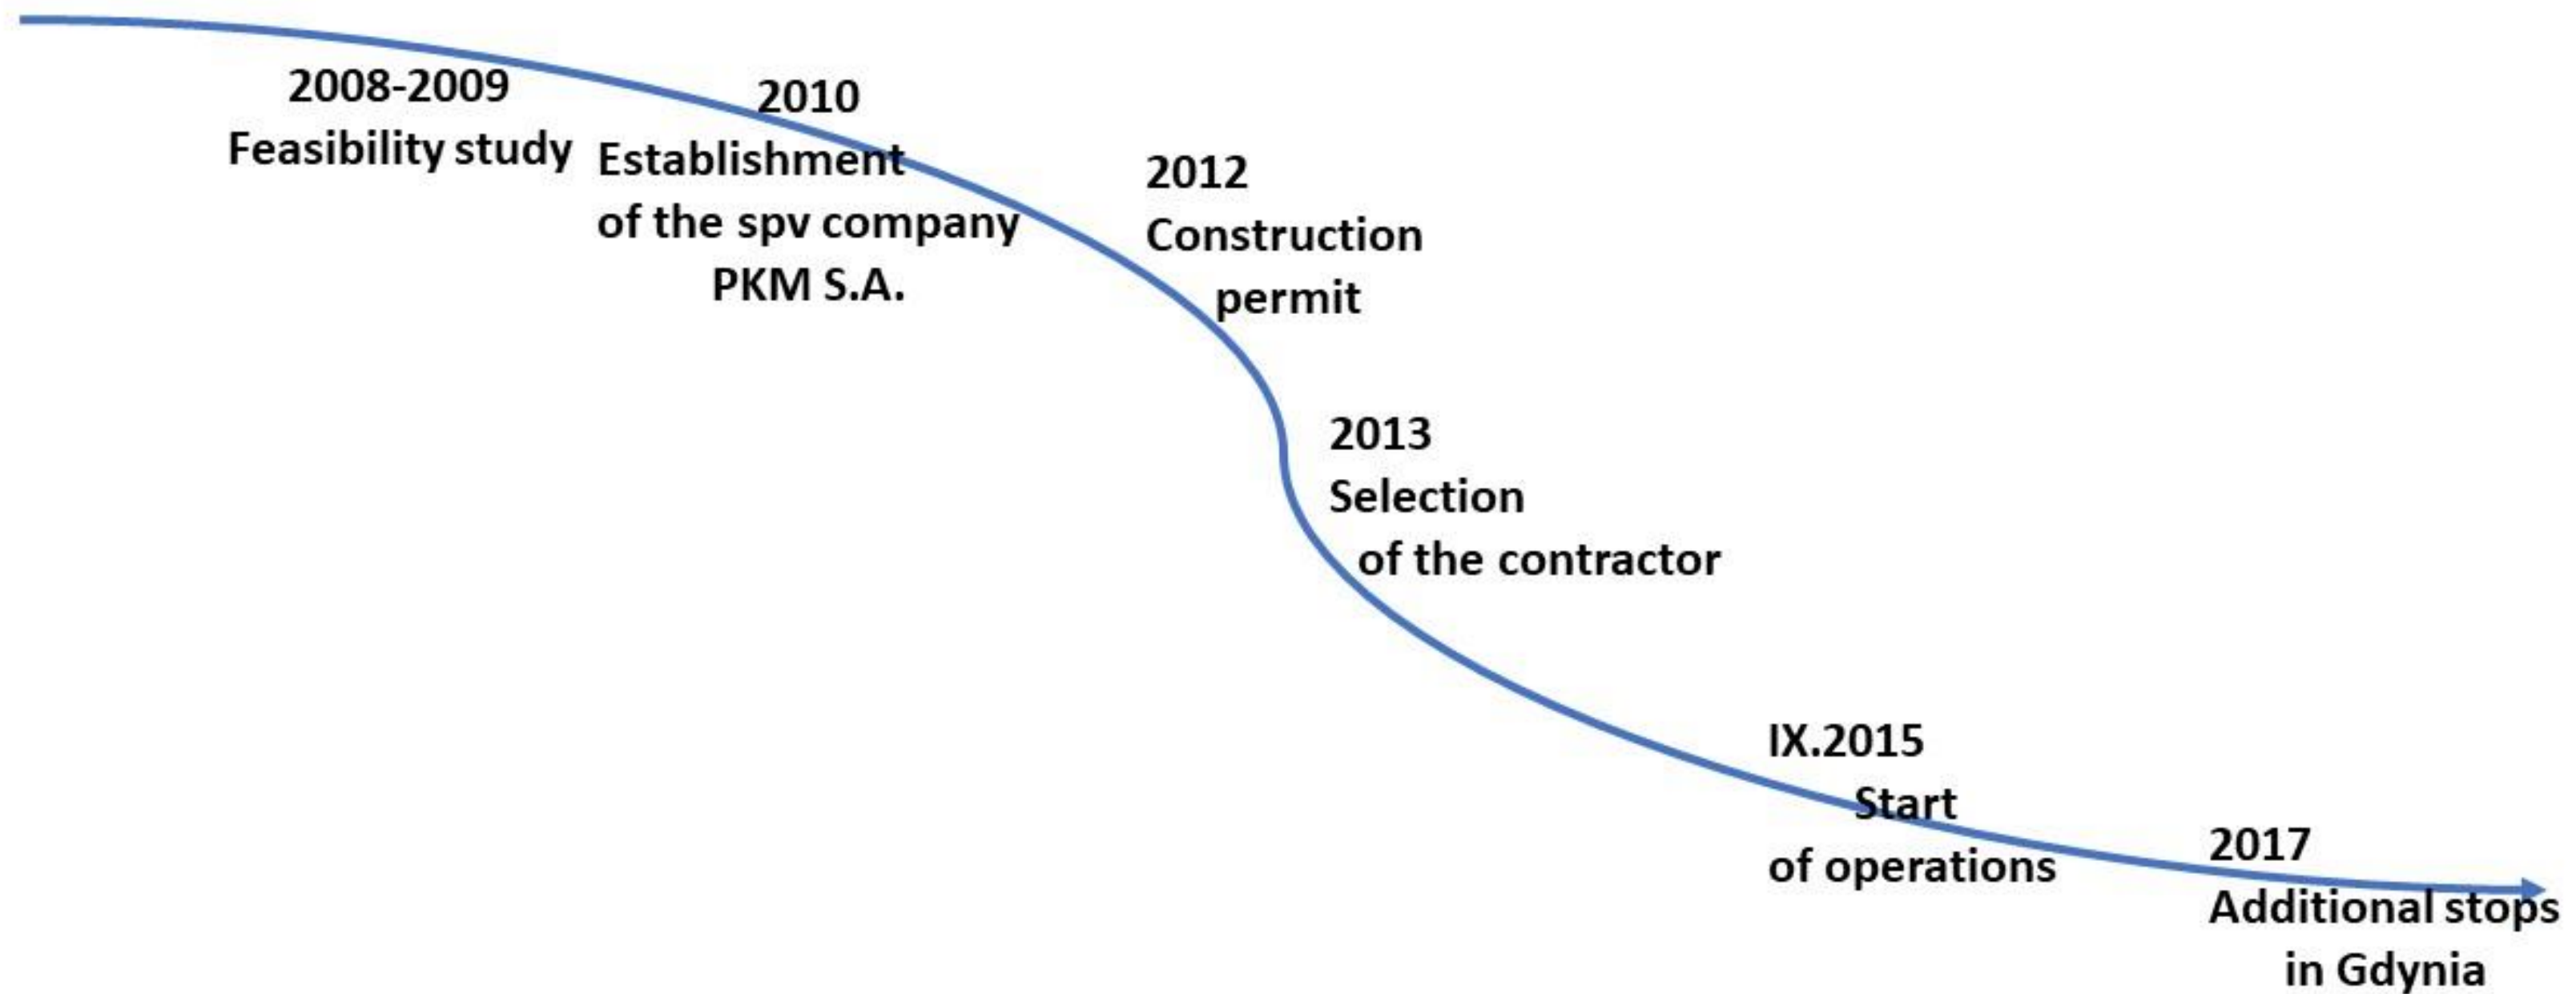 2008-2009
Feasibility study
2010
Establishment
of the spv company
PKM S.A.
2012
Construction
permit
2013
Selection
of the contractor
IX.2015
Start
of operations
2017
Additional stops
in Gdynia